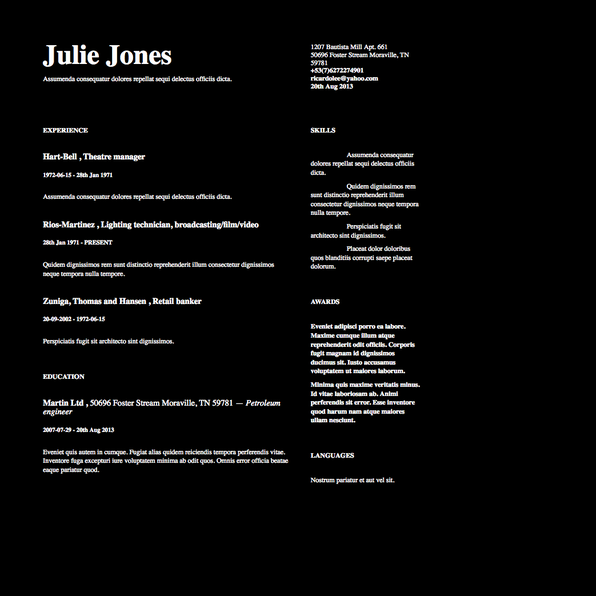 Julie Jones
Assumenda consequatur dolores repellat sequi delectus officiis dicta.
1207 Bautista Mill Apt. 661
50696 Foster Stream Moraville, TN
59781
+53(7)6272274901
ricardolee@yahoo.com
20th Aug 2013
EXPERIENCE
Hart-Bell , Theatre manager
1972-06-15 - 28th Jan 1971
Assumenda consequatur dolores repellat sequi delectus officiis dicta.
Rios-Martinez , Lighting technician, broadcasting/film/video
28th Jan 1971 - PRESENT
Quidem dignissimos rem sunt distinctio reprehenderit illum consectetur dignissimos
neque tempora nulla tempore.
Zuniga, Thomas and Hansen , Retail banker
20-09-2002 - 1972-06-15
Perspiciatis fugit sit architecto sint dignissimos.
EDUCATION
Martin Ltd , 50696 Foster Stream Moraville, TN 59781 — Petroleum
engineer
2007-07-29 - 20th Aug 2013
Eveniet quis autem in cumque. Fugiat alias quidem reiciendis tempora perferendis vitae.
Inventore fuga excepturi iure voluptatem minima ab odit quos. Omnis error officia beatae
eaque pariatur quod.
SKILLS
Assumenda consequatur
dolores repellat sequi delectus officiis
dicta.
Quidem dignissimos rem
sunt distinctio reprehenderit illum
consectetur dignissimos neque tempora
nulla tempore.
Perspiciatis fugit sit
architecto sint dignissimos.
Placeat dolor doloribus
quos blanditiis corrupti saepe placeat
dolorum.
AWARDS
Eveniet adipisci porro ea labore.
Maxime cumque illum atque
reprehenderit odit officiis. Corporis
fugit magnam id dignissimos
ducimus sit. Iusto accusamus
voluptatem ut maiores laborum.
Minima quis maxime veritatis minus.
Id vitae laboriosam ab. Animi
perferendis sit error. Esse inventore
quod harum nam atque maiores
ullam nesciunt.
LANGUAGES
Nostrum pariatur et aut vel sit.